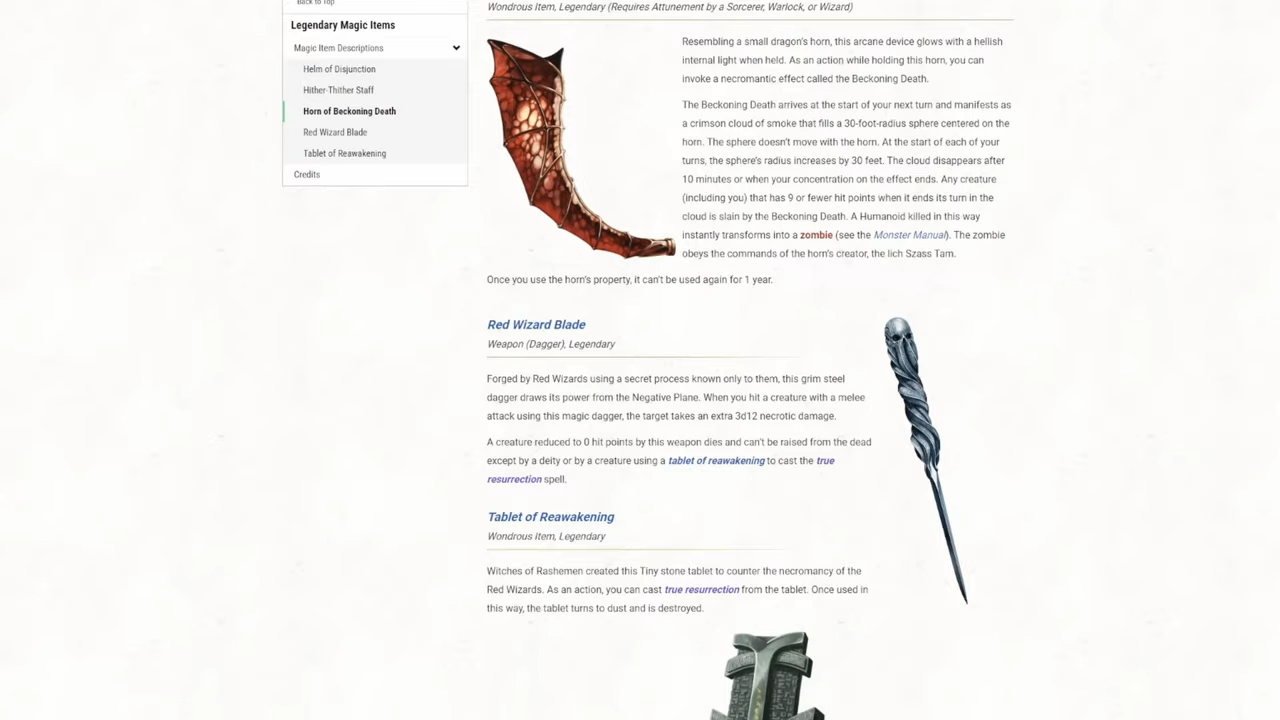 Back to Top
Legendary Magic Items
Magic Item Descriptions
Helm of Disjunction
Hither-Thither Staff
Horn of Beckoning Death
Red Wizard Blade
Tablet of Reawakening
Credits
Wondrous Item, Legendary (Requires Attunement by a Sorcerer, Warlock, or Wizard)
Resembling a small dragon's horn, this arcane device glows with a hellish
internal light when held. As an action while holding this horn, you can
invoke a necromantic effect called the Beckoning Death.
The Beckoning Death arrives at the start of your next turn and manifests as
a crimson cloud of smoke that fills a 30-foot-radius sphere centered on the
horn. The sphere doesn't move with the horn. At the start of each of your
turns, the sphere's radius increases by 30 feet. The cloud disappears after
10 minutes or when your concentration on the effect ends. Any creature
(including you) that has 9 or fewer hit points when it ends its turn in the
cloud is slain by the Beckoning Death. A Humanoid killed in this way
instantly transforms into a zombie (see the Monster Manual). The zombie
obeys the commands of the horn's creator, the lich Szass Tam.
Once you use the horn's property, it can't be used again for 1 year.
Red Wizard Blade
Weapon (Dagger), Legendary
Forged by Red Wizards using a secret process known only to them, this grim steel
dagger draws its power from the Negative Plane. When you hit a creature with a melee
attack using this magic dagger, the target takes an extra 3d12 necrotic damage.
A creature reduced to 0 hit points by this weapon dies and can't be raised from the dead
except by a deity or by a creature using a tablet of reawakening to cast the true
resurrection spell.
Tablet of Reawakening
Wondrous Item, Legendary
Witches of Rashemen created this Tiny stone tablet to counter the necromancy of the
Red Wizards. As an action, you can cast true resurrection from the tablet. Once used in
this way, the tablet turns to dust and is destroyed.